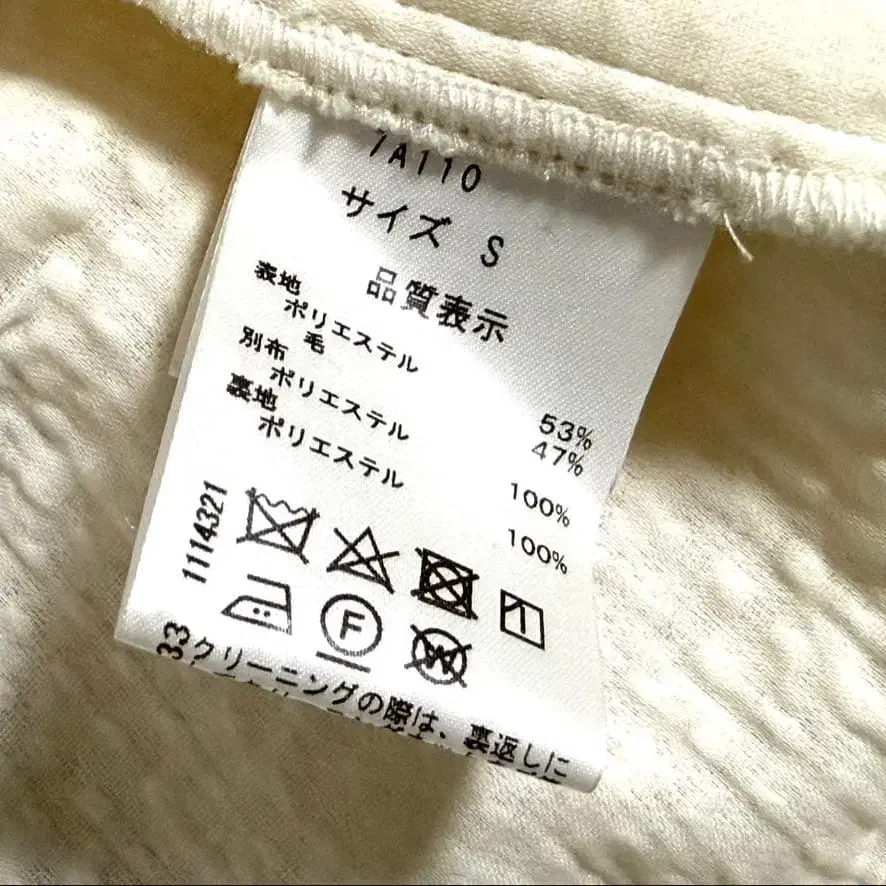 7A110
サイズ S
品質表示
表地
ポリエステル 53%
毛 47%
別布
ポリエステル 100%
裏地
ポリエステル 100%
1114321
F
W
33
クリーニングの際は、裏返しに